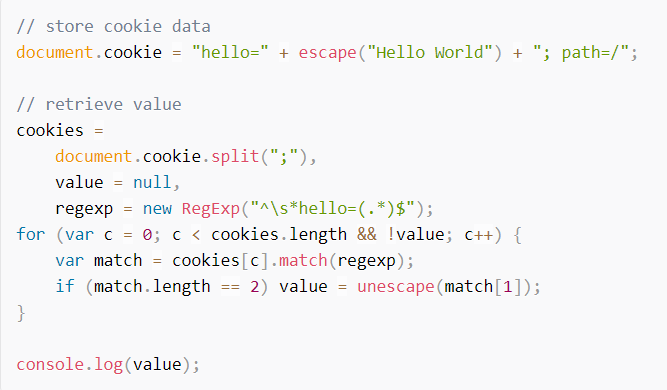 // store cookie data
document.cookie = "hello=" + escape("Hello World") + "; path=/";

// retrieve value
cookies =
    document.cookie.split(";"),
    value = null,
    regexp = new RegExp("^\s*hello=(.*)$");
for (var c = 0; c < cookies.length && !value; c++) {
    var match = cookies[c].match(regexp);
    if (match.length == 2) value = unescape(match[1]);
}

console.log(value);